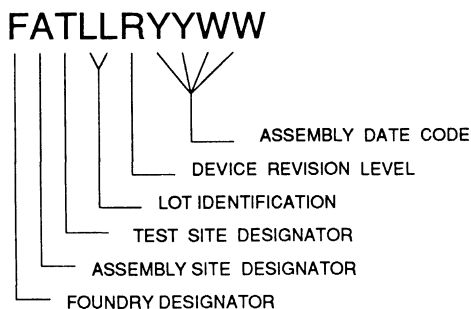 FATLLRYYWW
ASSEMBLY DATE CODE
DEVICE REVISION LEVEL
LOT IDENTIFICATION
TEST SITE DESIGNATOR
ASSEMBLY SITE DESIGNATOR
FOUNDRY DESIGNATOR